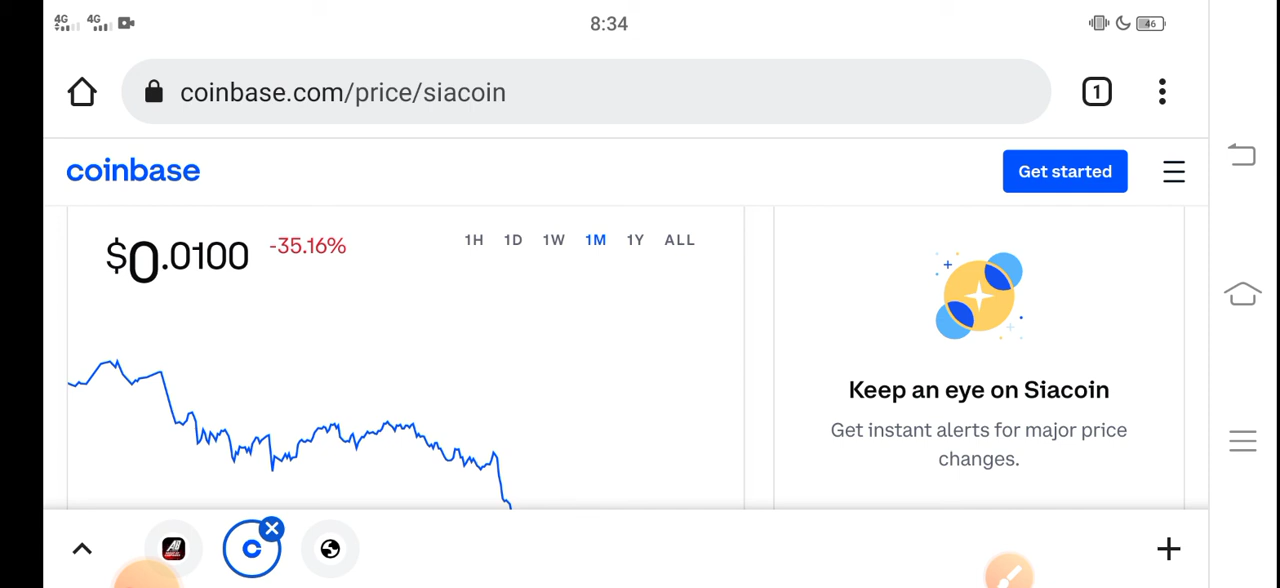 4G 4G 8:34 46
coinbase.com/price/siacoin 1
coinbase Get started
$0.0100 -35.16% 1H 1D 1W 1M 1Y ALL
Keep an eye on Siacoin
Get instant alerts for major price
changes.